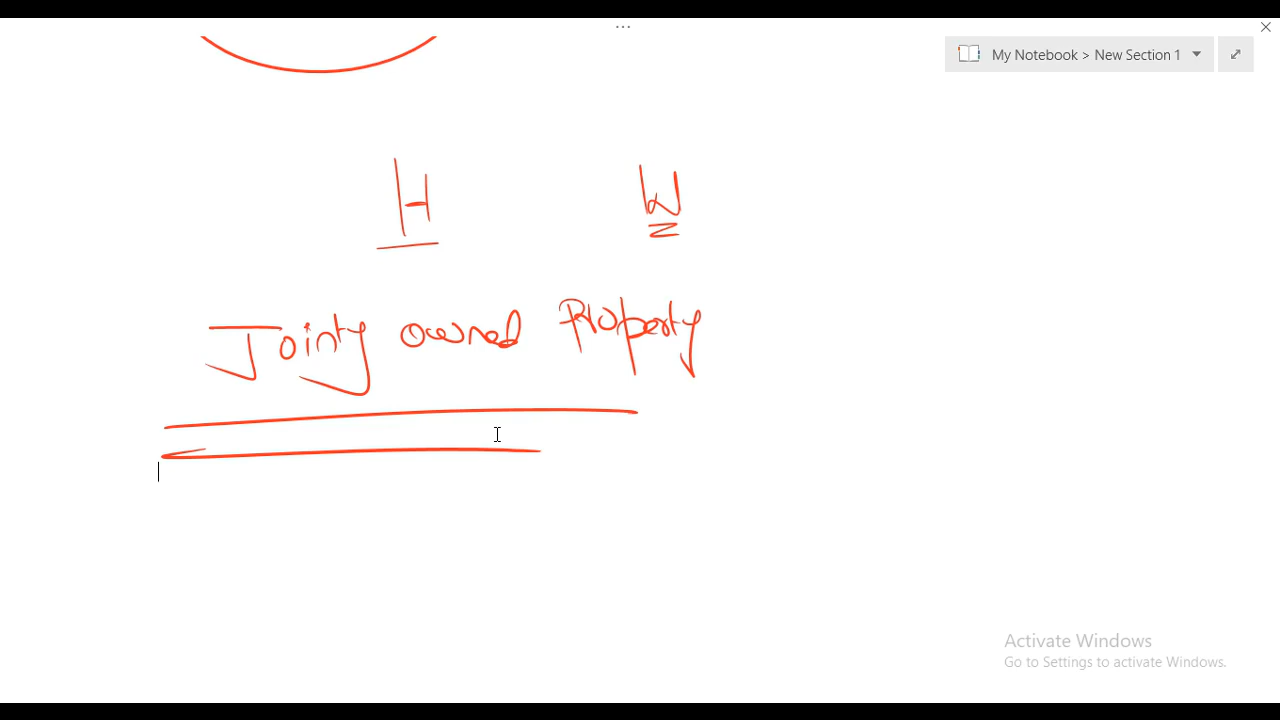 My Notebook > New Section 1
H W
Jointy owned Property
Activate Windows
Go to Settings to activate Windows.